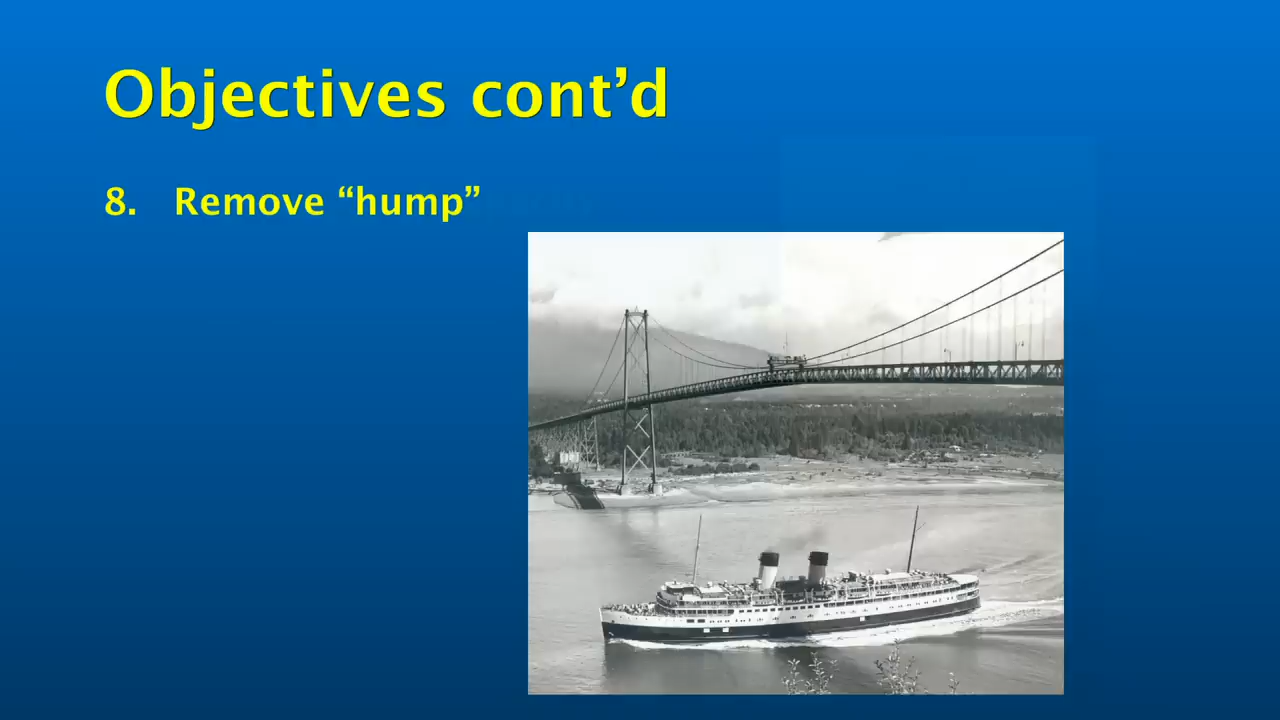 Objectives cont’d
8. Remove “hump”